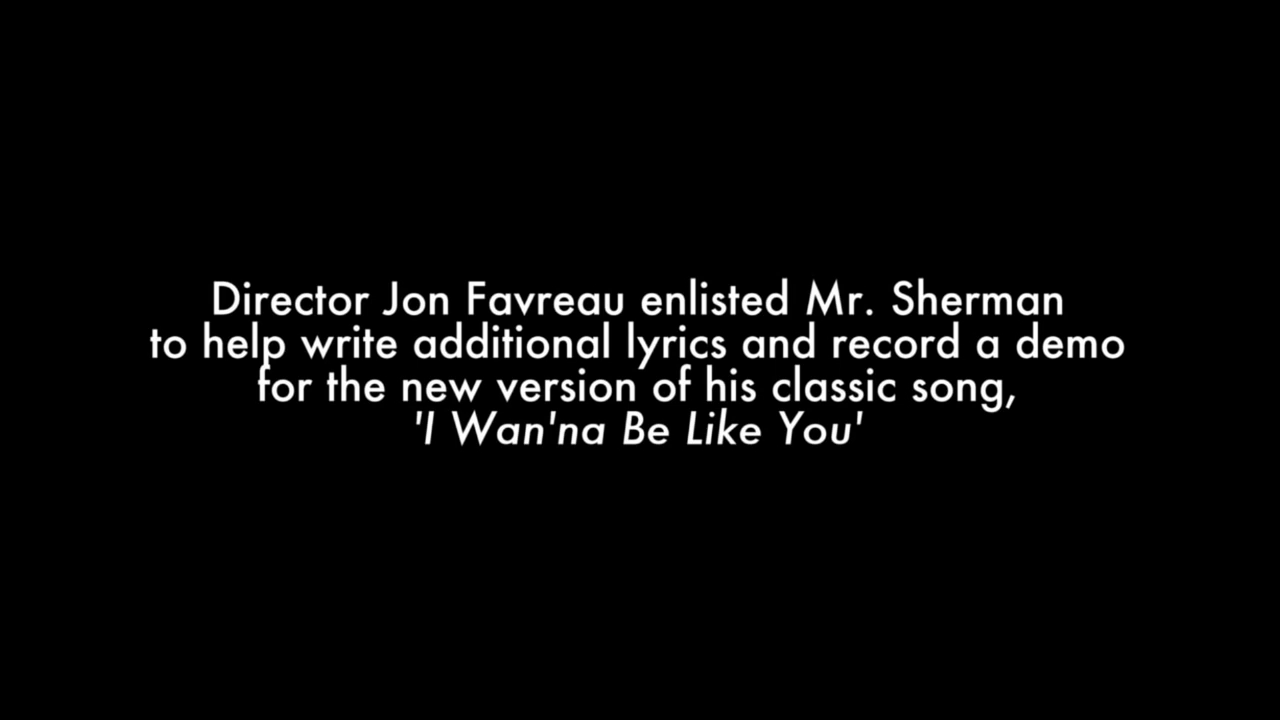 Director Jon Favreau enlisted Mr. Sherman
to help write additional lyrics and record a demo
for the new version of his classic song,
'I Wan'na Be Like You'